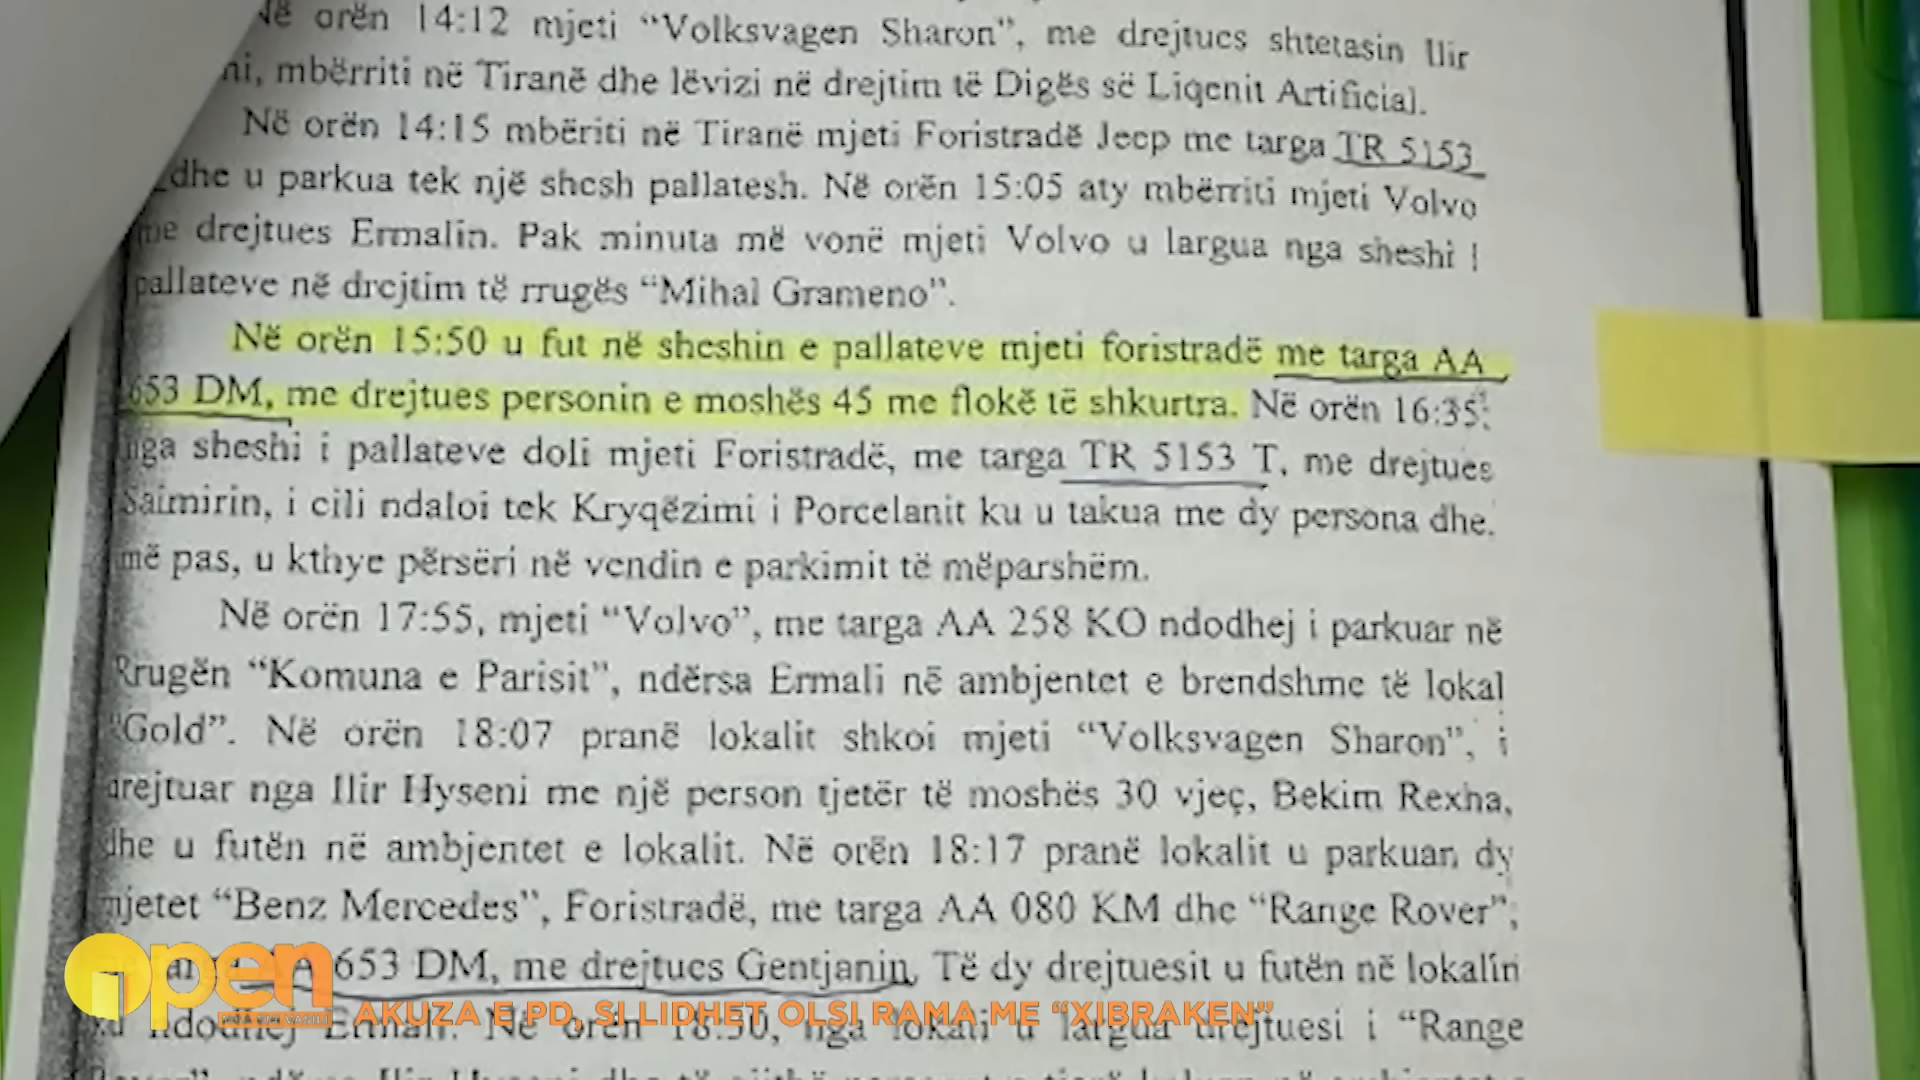 Në orën 14:12 mjeti “Volksvagen Sharon”, me drejtues shtetasin Ilir
ni, mbërriti në Tiranë dhe lëvizi në drejtim të Digës së Liqenit Artificial.
Në orën 14:15 mbëriti në Tiranë mjeti Foristradë Jeep me targa TR 5153
dhe u parkua tek një shesh pallatesh. Në orën 15:05 aty mbërriti mjeti Volvo
me drejtues Ermalin. Pak minuta më vonë mjeti Volvo u largua nga sheshi i
pallateve në drejtim të rrugës “Mihal Grameno”.
Në orën 15:50 u fut në sheshin e pallateve mjeti foristradë me targa AA
653 DM, me drejtues personin e moshës 45 me flokë të shkurtra. Në orën 16:35,
nga sheshi i pallateve doli mjeti Foristradë, me targa TR 5153 T, me drejtues
Saimirin, i cili ndaloi tek Kryqëzimi i Porcelanit ku u takua me dy persona dhe.
më pas, u kthye përsëri në vendin e parkimit të mëparshëm.
Në orën 17:55, mjeti “Volvo”, me targa AA 258 KO ndodhej i parkuar në
Rrugën “Komuna e Parisit”, ndërsa Ermali në ambjentet e brendshme të lokal
“Gold”. Në orën 18:07 pranë lokalit shkoi mjeti “Volksvagen Sharon”, i
drejtuar nga Ilir Hyseni me një person tjetër të moshës 30 vjeç, Bekim Rexha,
dhe u futën në ambjentet e lokalit. Në orën 18:17 pranë lokalit u parkuan dy
mjetet “Benz Mercedes”, Foristradë, me targa AA 080 KM dhe “Range Rover”,
653 DM, me drejtues Gentjanin. Të dy drejtuesit u futën në lokalin
open
AKUZA E PD, SI LIDHET OLSI RAMA ME “XIBRAKEN”
ndodhej Ermali. Në orën 18:50, nga lokali u largua drejtuesi i “Range